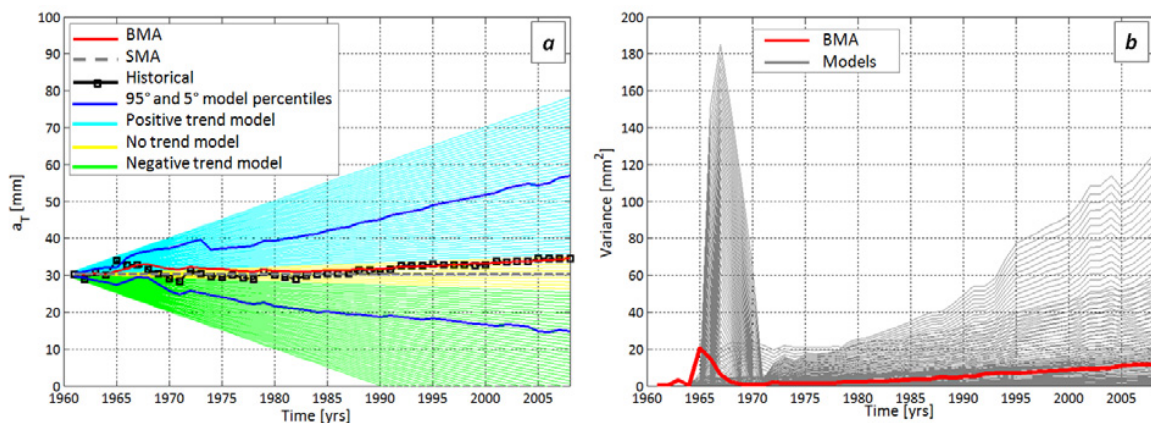 a
BMA
SMA
Historical
95° and 5° model percentiles
Positive trend model
No trend model
Negative trend model
a_T [mm]
100
90
80
70
60
50
40
30
20
10
0
1960 1965 1970 1975 1980 1985 1990 1995 2000 2005
Time [yrs]
b
BMA
Models
Variance [mm²]
200
180
160
140
120
100
80
60
40
20
0
1960 1965 1970 1975 1980 1985 1990 1995 2000 2005
Time [yrs]